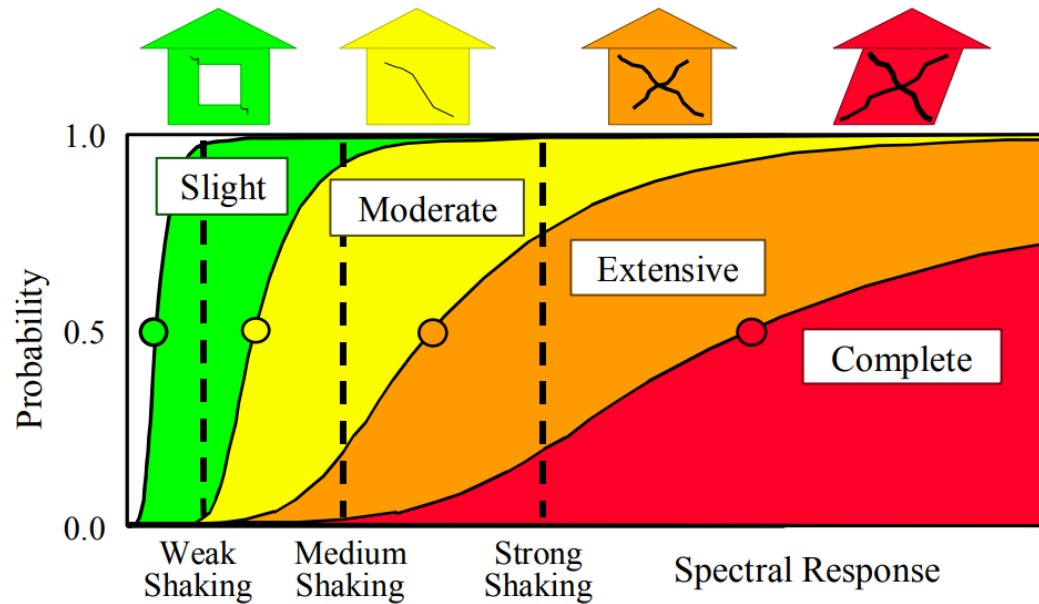 1.0
Slight
Moderate
Extensive
Probability
0.5
Complete
0.0
Weak
Shaking
Medium
Shaking
Strong
Shaking
Spectral Response